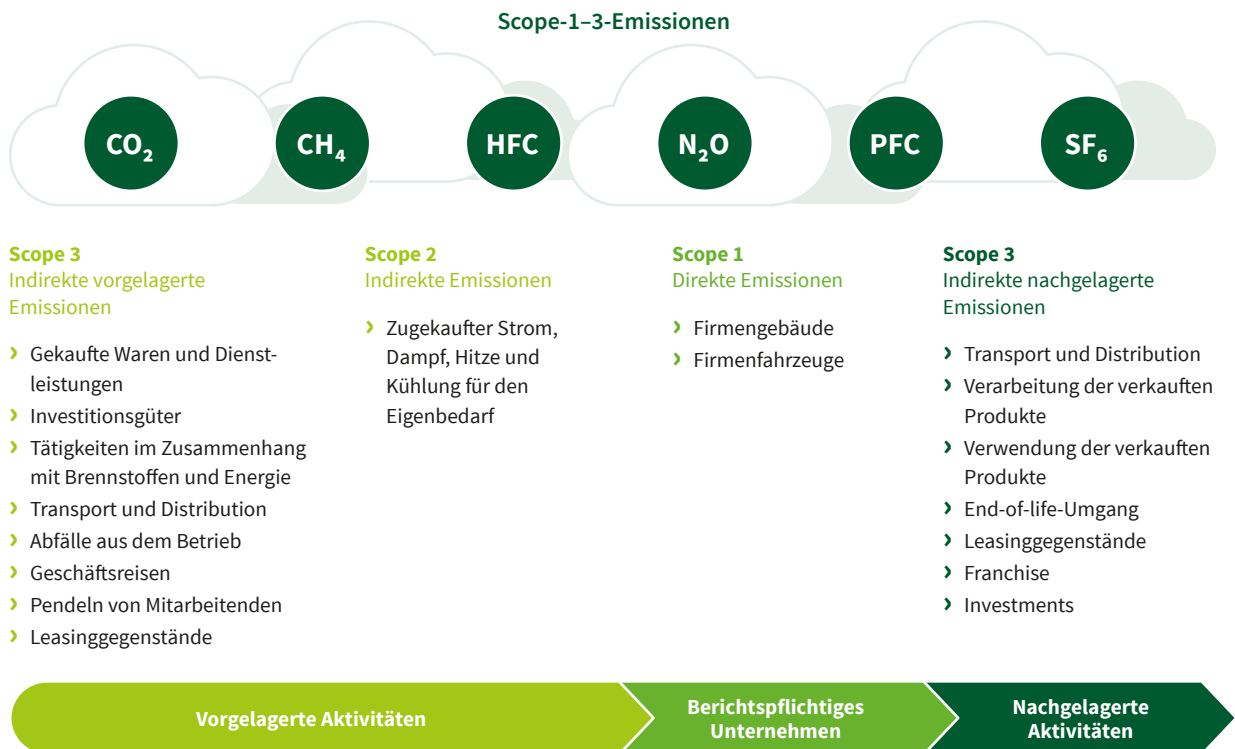 Scope-1–3-Emissionen
CO₂
CH₄
HFC
N₂O
PFC
SF₆
Scope 3
Indirekte vorgelagerte
Emissionen
› Gekaufte Waren und Dienst-
leistungen
› Investitionsgüter
› Tätigkeiten im Zusammenhang
mit Brennstoffen und Energie
› Transport und Distribution
› Abfälle aus dem Betrieb
› Geschäftsreisen
› Pendeln von Mitarbeitenden
› Leasinggegenstände
Scope 2
Indirekte Emissionen
› Zugekaufter Strom,
Dampf, Hitze und
Kühlung für den
Eigenbedarf
Scope 1
Direkte Emissionen
› Firmengebäude
› Firmenfahrzeuge
Scope 3
Indirekte nachgelagerte
Emissionen
› Transport und Distribution
› Verarbeitung der verkauften
Produkte
› Verwendung der verkauften
Produkte
› End-of-life-Umgang
› Leasinggegenstände
› Franchise
› Investments
Vorgelagerte Aktivitäten
Berichtspflichtiges
Unternehmen
Nachgelagerte
Aktivitäten